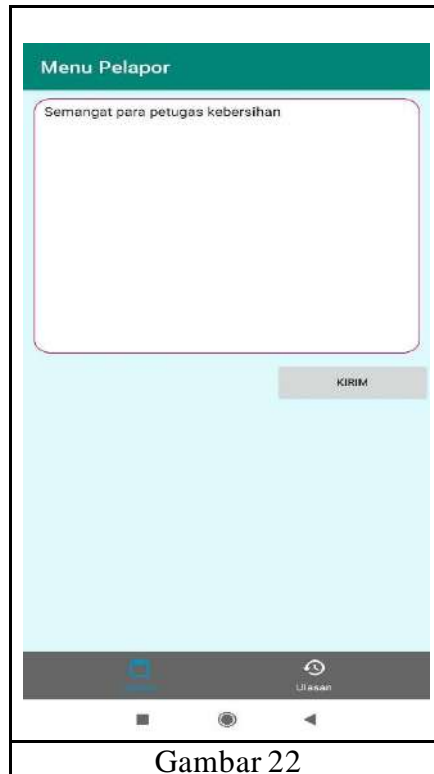 Menu Pelapor
Semangat para petugas kebersihan
KIRIM
Ulasan
Gambar 22